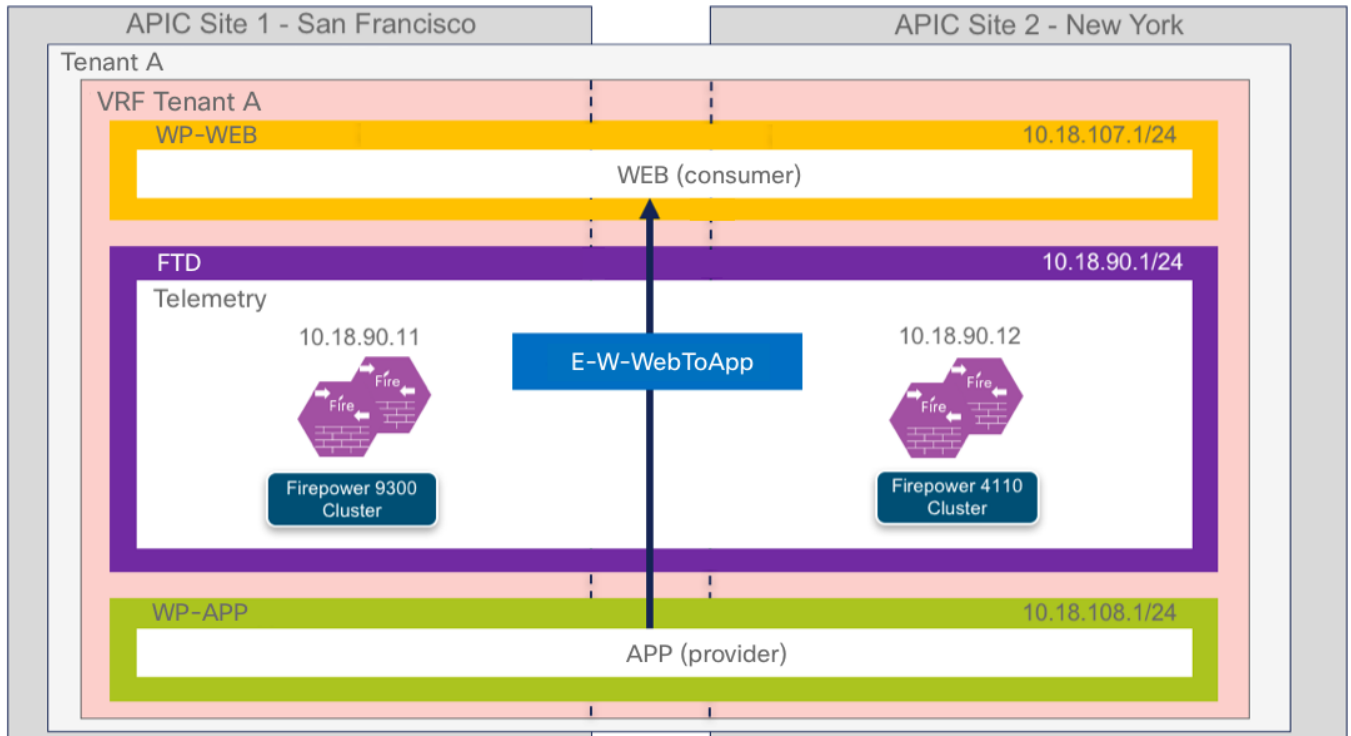 APIC Site 1 - San Francisco
APIC Site 2 - New York
Tenant A
VRF Tenant A
WP-WEB
10.18.107.1/24
WEB (consumer)
FTD
10.18.90.1/24
Telemetry
10.18.90.11
10.18.90.12
E-W-WebToApp
Fire
Fire
Fire
Fire
Firepower 9300
Cluster
Firepower 4110
Cluster
WP-APP
10.18.108.1/24
APP (provider)